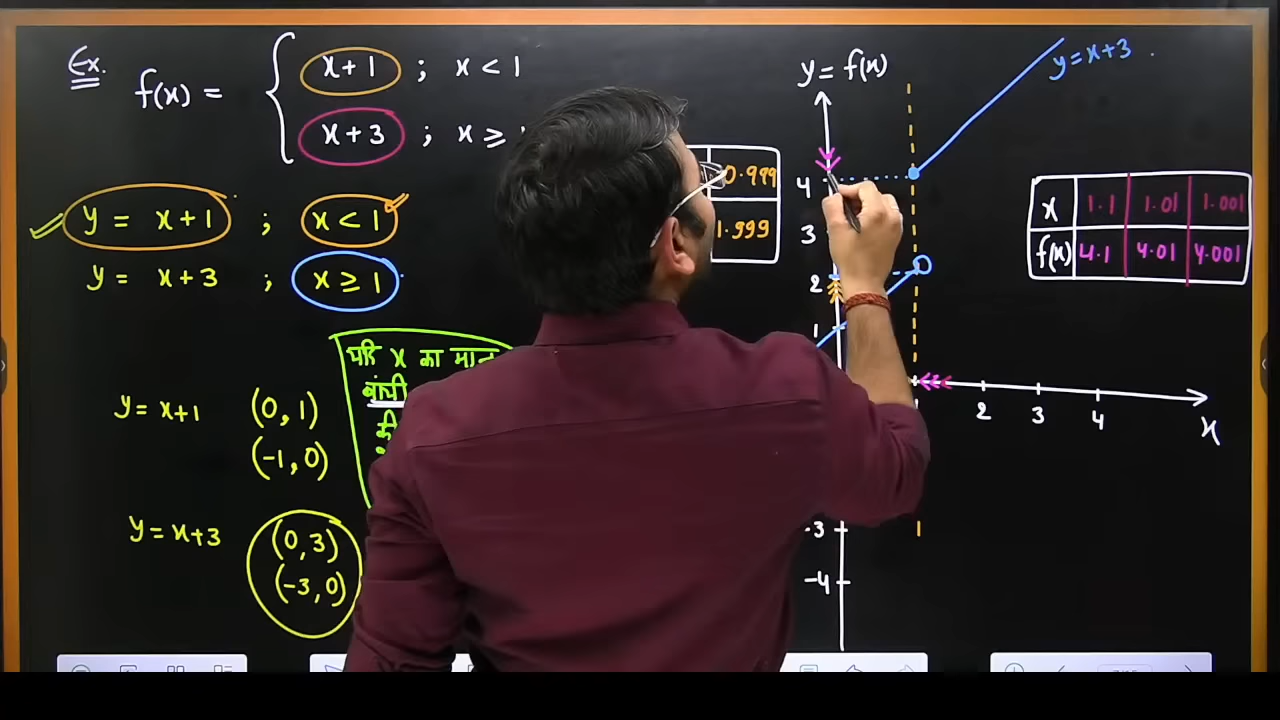 Ex.
f(x) = { x+1 ; x < 1
x+3 ; x ≥
y = x+1 ; x < 1
y = x+3 ; x ≥ 1
यदि x का मान
बांयी
y = x+1 (0, 1)
(-1, 0)
y = x+3 (0, 3)
(-3, 0)
0.999
1.999
y = f(x)
y = x+3
4
3
2
1
2 3 4
x
-3
-4
x 1.1 1.01 1.001
f(x) 4.1 4.01 4.001